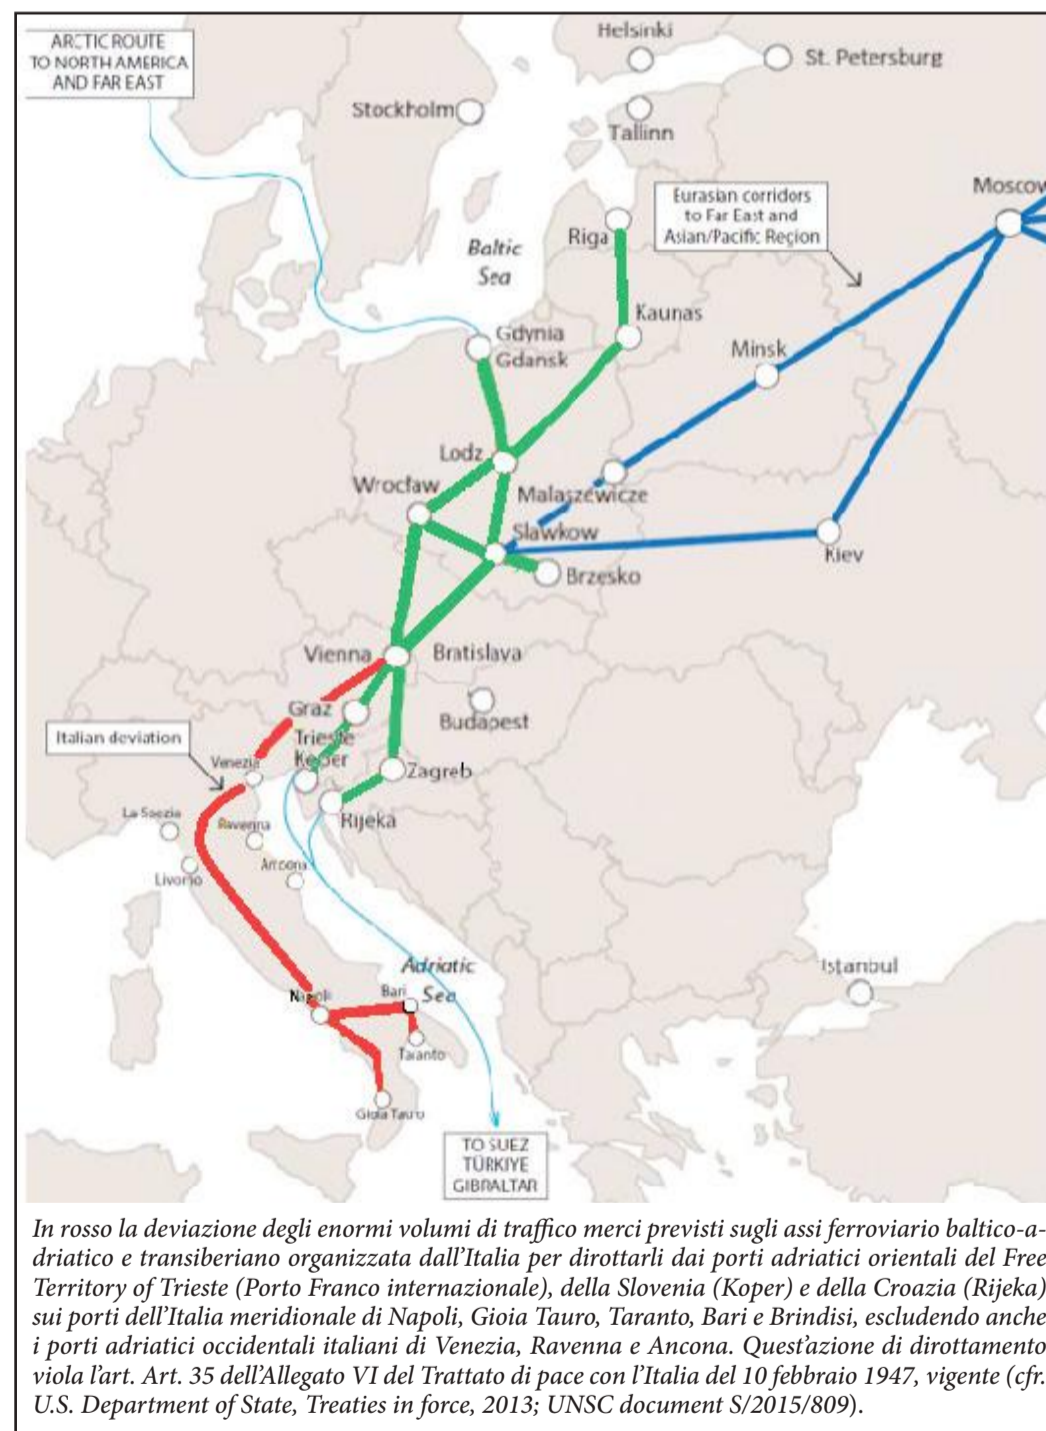 ARCTIC ROUTE
TO NORTH AMERICA
AND FAR EAST
Helsinki
St. Petersburg
Stockholm
Tallinn
Moscow
Eurasian corridors
to Far East and
Asian/Pacific Region
Riga
Baltic
Sea
Kaunas
Gdynia
Gdansk
Minsk
Lodz
Wrocław
Malaszewicze
Slawkow
Kiev
Brzesko
Vienna
Bratislava
Graz
Budapest
Italian deviation
Trieste
Koper
Venezia
Zagreb
La Spezia
Ravenna
Rijeka
Ancona
Livorno
Adriatic
Sea
Istanbul
Napoli
Bari
Taranto
Gioia Tauro
TO SUEZ
TÜRKIYE
GIBRALTAR
In rosso la deviazione degli enormi volumi di traffico merci previsti sugli assi ferroviario baltico-a-
driatico e transiberiano organizzata dall'Italia per dirottarli dai porti adriatici orientali del Free
Territory of Trieste (Porto Franco internazionale), della Slovenia (Koper) e della Croazia (Rijeka)
sui porti dell'Italia meridionale di Napoli, Gioia Tauro, Taranto, Bari e Brindisi, escludendo anche
i porti adriatici occidentali italiani di Venezia, Ravenna e Ancona. Quest'azione di dirottamento
viola l'art. Art. 35 dell'Allegato VI del Trattato di pace con l'Italia del 10 febbraio 1947, vigente (cfr.
U.S. Department of State, Treaties in force, 2013; UNSC document S/2015/809).